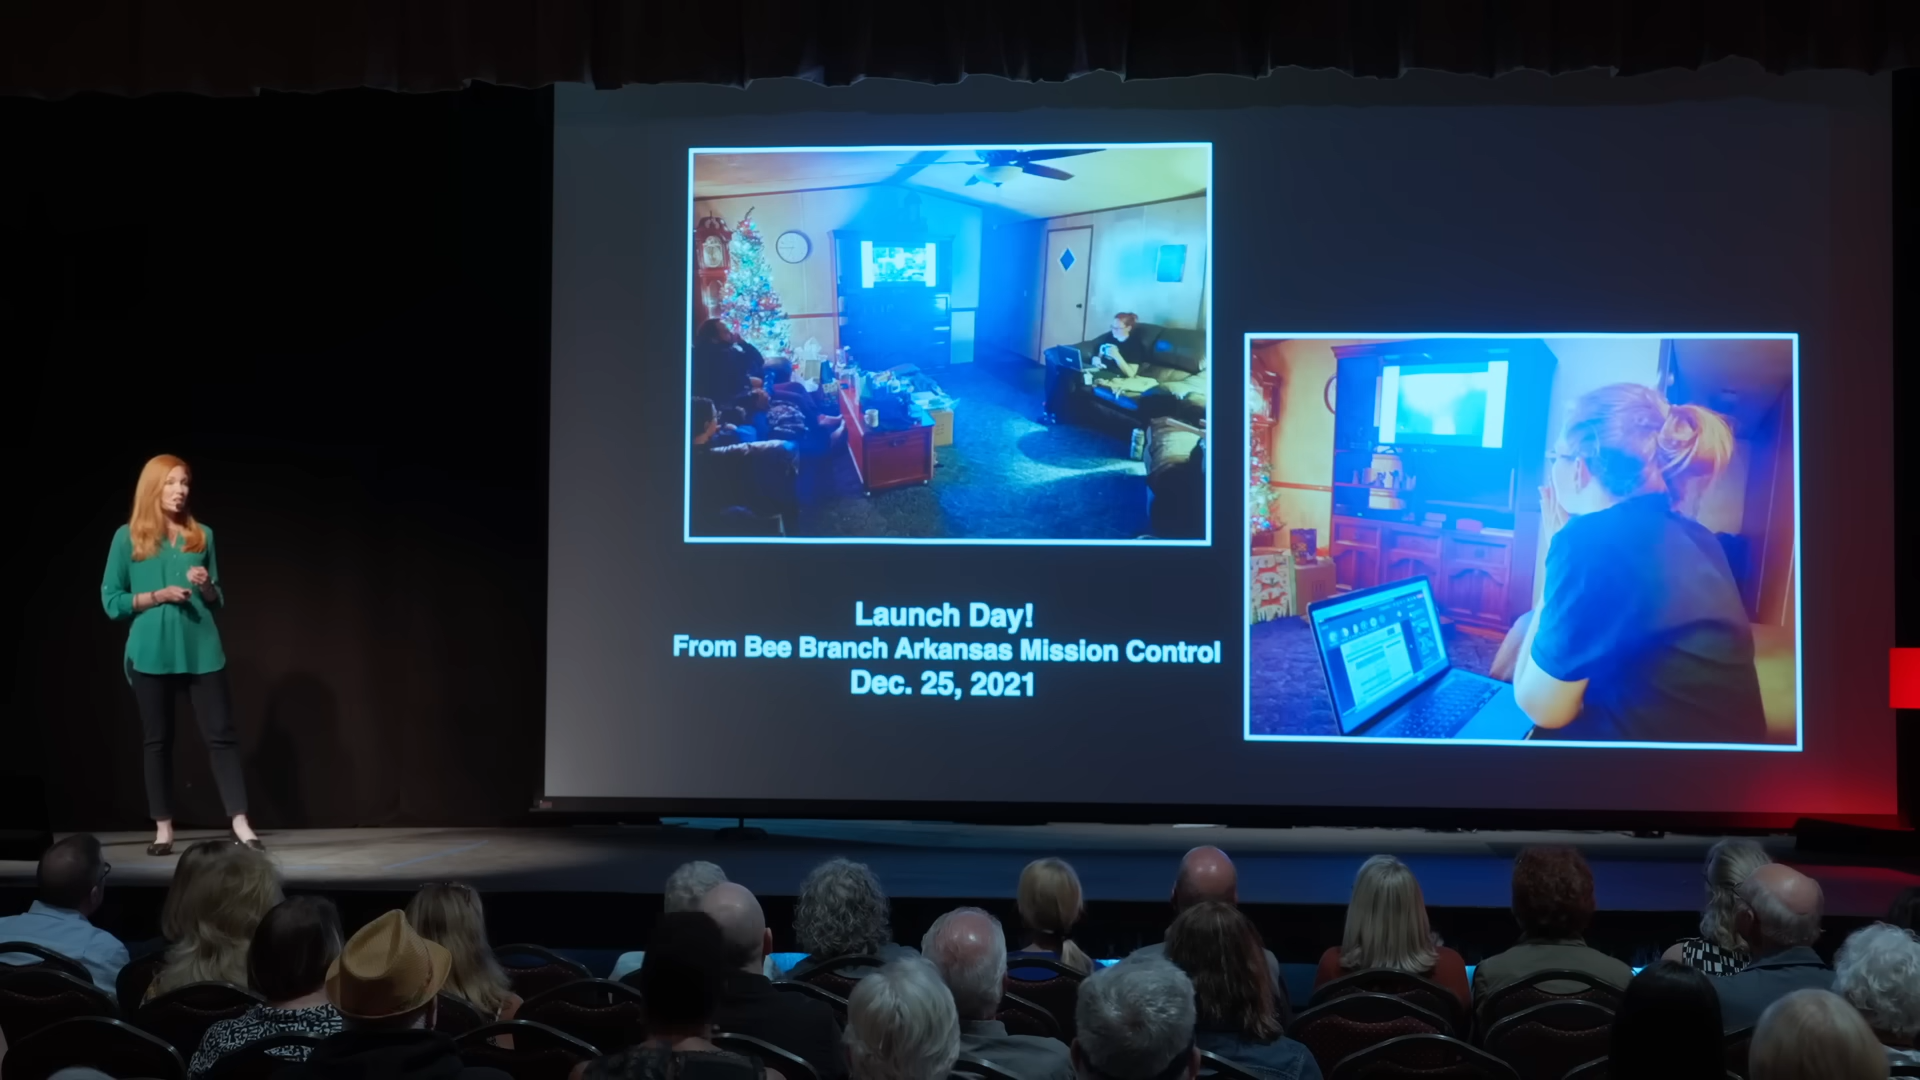 Launch Day!
From Bee Branch Arkansas Mission Control
Dec. 25, 2021